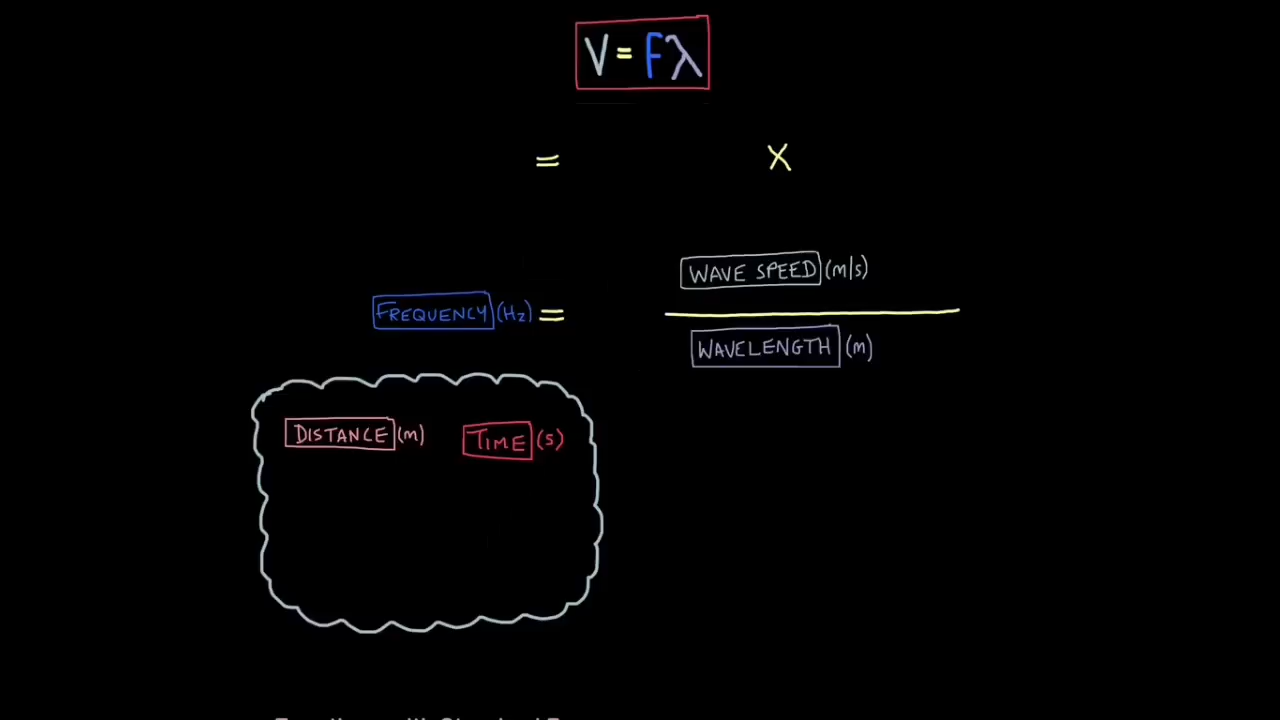 V = Fλ
= X
WAVE SPEED (m/s)
FREQUENCY (Hz) =
WAVELENGTH (m)
DISTANCE (m) TIME (s)